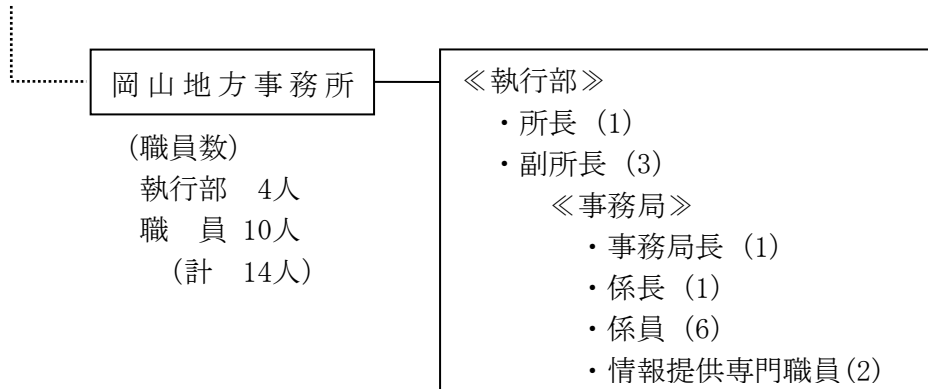 岡山地方事務所
(職員数)
執行部 4人
職 員 10人
(計 14人)
≪執行部≫
・所長 (1)
・副所長 (3)
≪事務局≫
・事務局長 (1)
・係長 (1)
・係員 (6)
・情報提供専門職員(2)